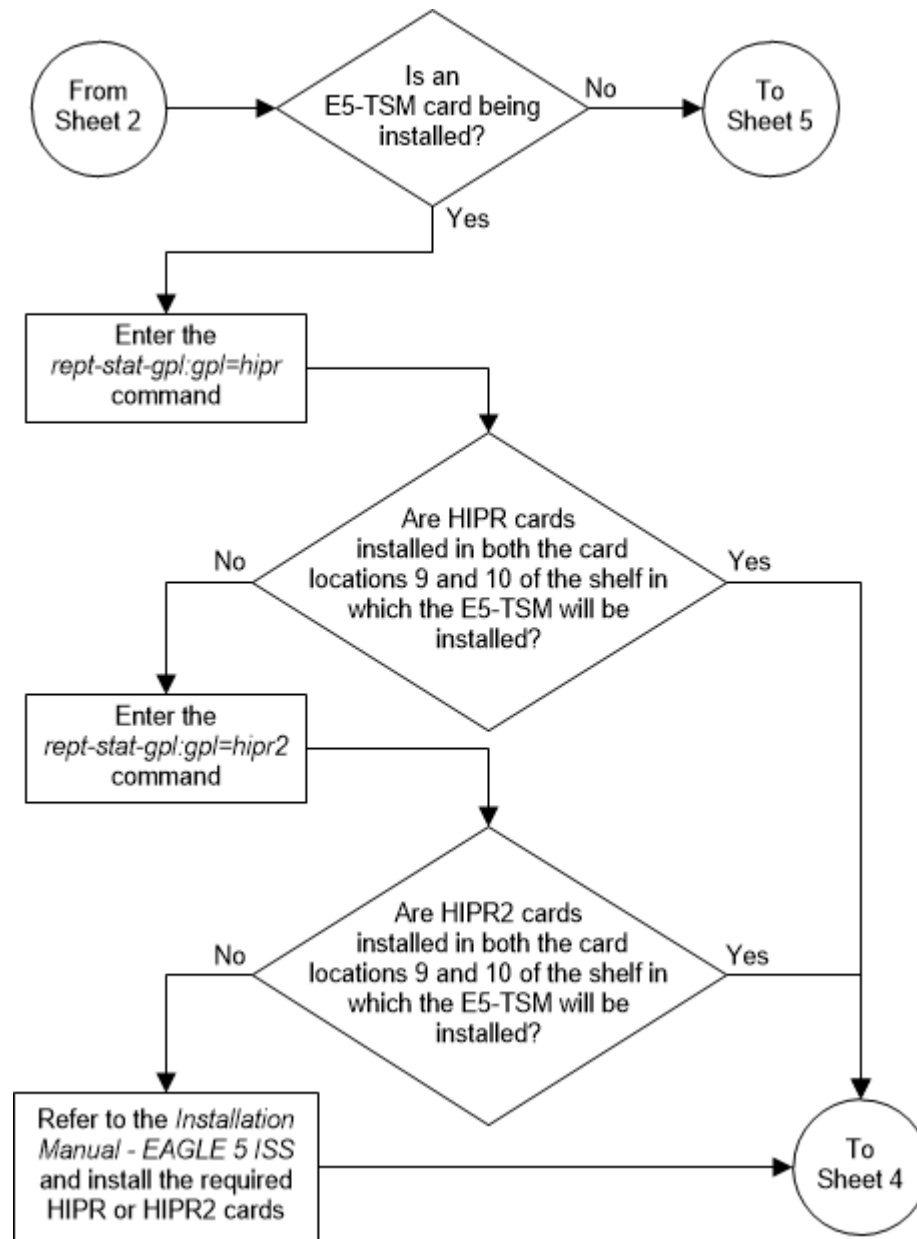 From
Sheet 2
Is an
E5-TSM card being
installed?
No
To
Sheet 5
Yes
Enter the
rept-stat-gpl:gpl=hipr
command
Are HIPR cards
installed in both the card
locations 9 and 10 of the shelf in
which the E5-TSM will be
installed?
No
Yes
Enter the
rept-stat-gpl:gpl=hipr2
command
Are HIPR2 cards
installed in both the card
locations 9 and 10 of the shelf in
which the E5-TSM will be
installed?
No
Yes
Refer to the Installation
Manual - EAGLE 5 ISS
and install the required
HIPR or HIPR2 cards
To
Sheet 4